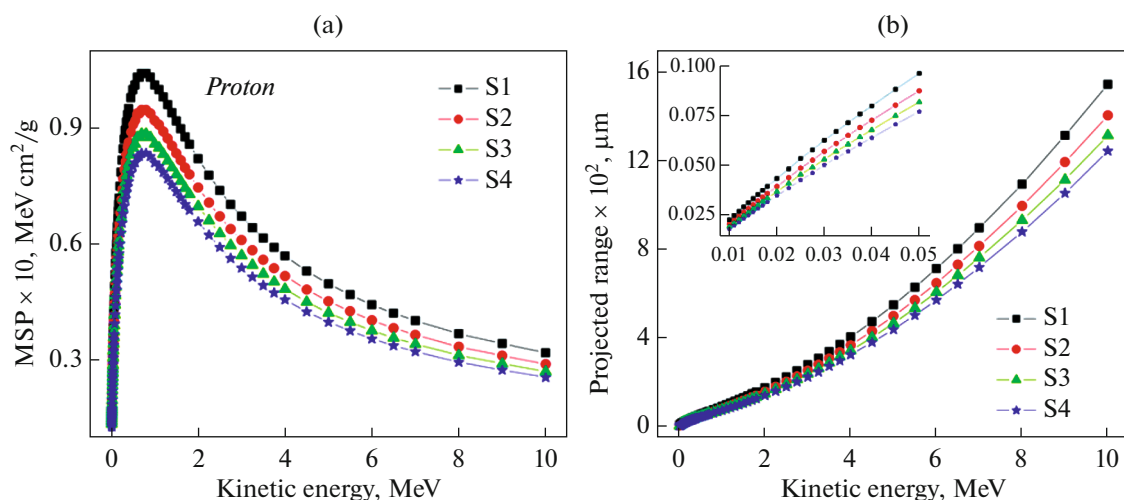 (a)
MSP × 10, MeV cm²/g
0.9
0.6
0.3
Proton
S1
S2
S3
S4
0 2 4 6 8 10
Kinetic energy, MeV
(b)
Projected range × 10², μm
16
12
8
4
0
0.100
0.075
0.050
0.025
0.01 0.02 0.03 0.04 0.05
S1
S2
S3
S4
0 2 4 6 8 10
Kinetic energy, MeV